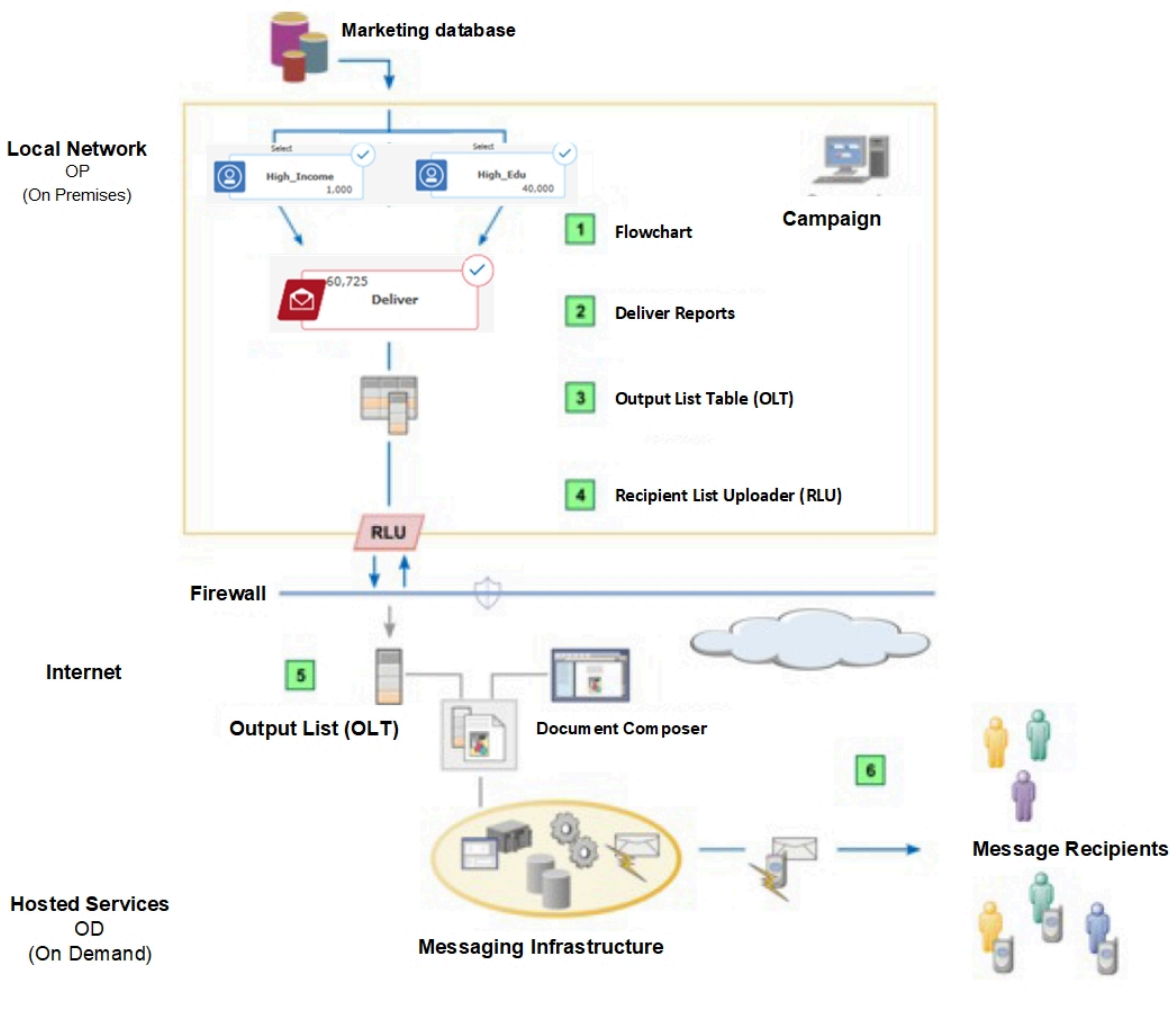 Marketing database
Local Network
OP
(On Premises)
Select
High_Income
1,000
Select
High_Edu
40,000
Campaign
1 Flowchart
60,725
Deliver
2 Deliver Reports
3 Output List Table (OLT)
4 Recipient List Uploader (RLU)
RLU
Firewall
Internet
5
Output List (OLT)
Document Composer
6
Message Recipients
Hosted Services
OD
(On Demand)
Messaging Infrastructure